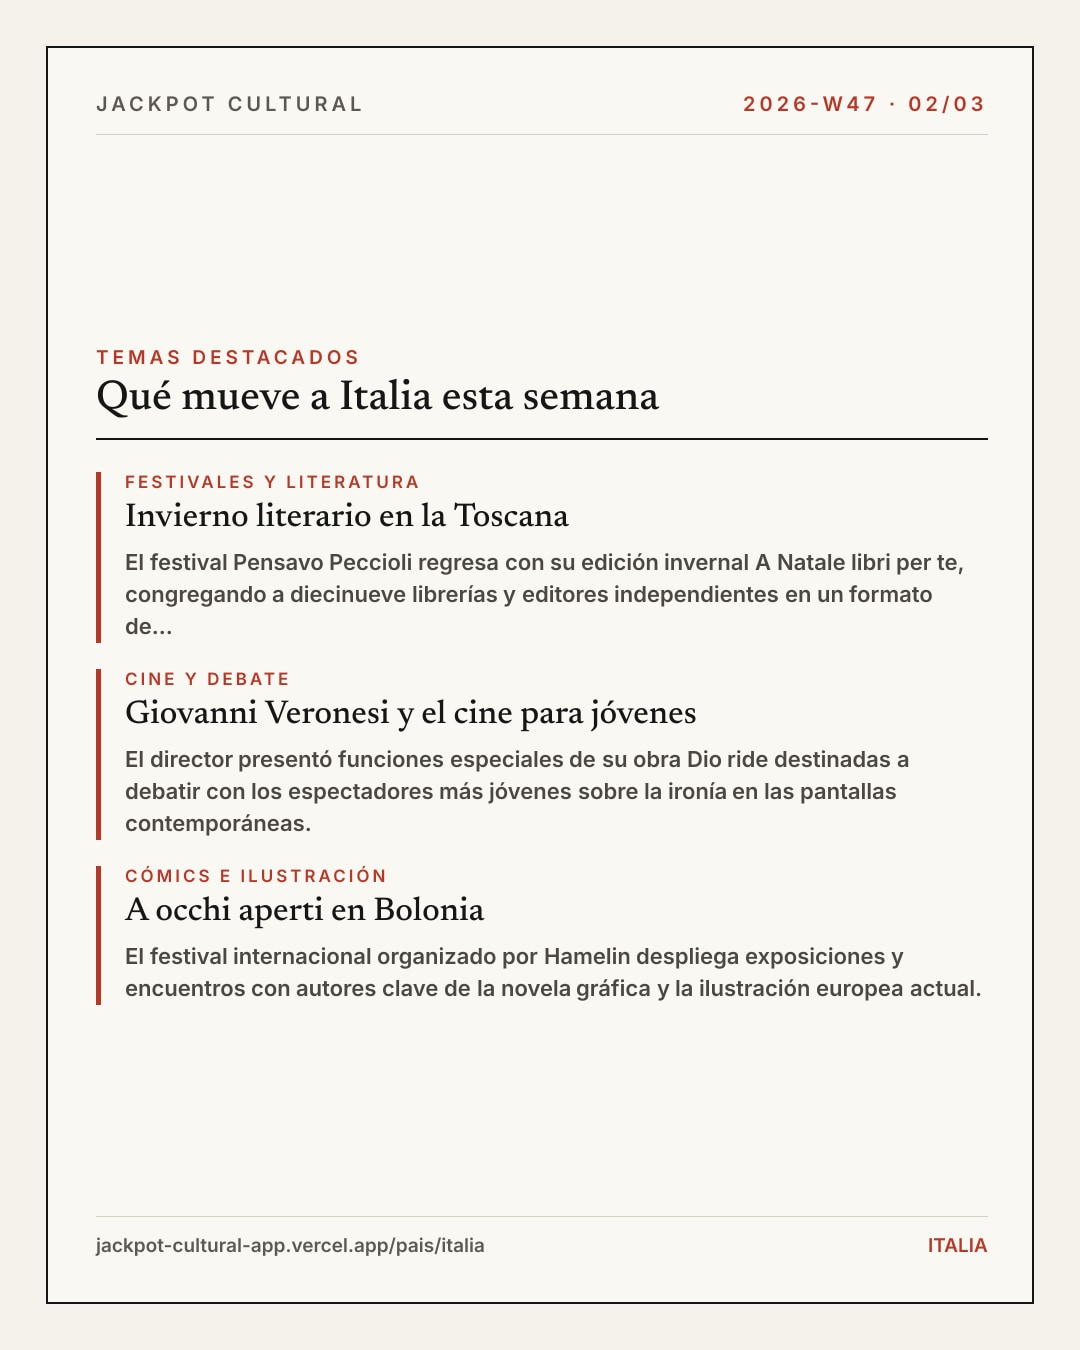 JACKPOT CULTURAL
2026-W47 · 02/03
TEMAS DESTACADOS
Qué mueve a Italia esta semana
FESTIVALES Y LITERATURA
Invierno literario en la Toscana
El festival Pensavo Peccioli regresa con su edición invernal A Natale libri per te,
congregando a diecinueve librerías y editores independientes en un formato
de...
CINE Y DEBATE
Giovanni Veronesi y el cine para jóvenes
El director presentó funciones especiales de su obra Dio ride destinadas a
debatir con los espectadores más jóvenes sobre la ironía en las pantallas
contemporáneas.
CÓMICS E ILUSTRACIÓN
A occhi aperti en Bolonia
El festival internacional organizado por Hamelin despliega exposiciones y
encuentros con autores clave de la novela gráfica y la ilustración europea actual.
jackpot-cultural-app.vercel.app/pais/italia
ITALIA